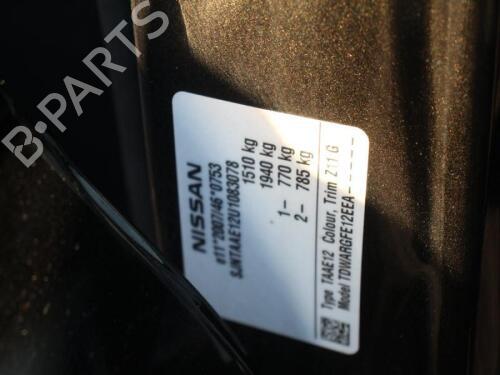 B-PARTS
NISSAN
e11*2007/46*0753
SJNTAAE12U1083078
1510 kg
1940 kg
1- 770 kg
2- 785 kg
Type TAAE12 Colour, Trim Z11,G
Model TDWARGFE12EEA-----